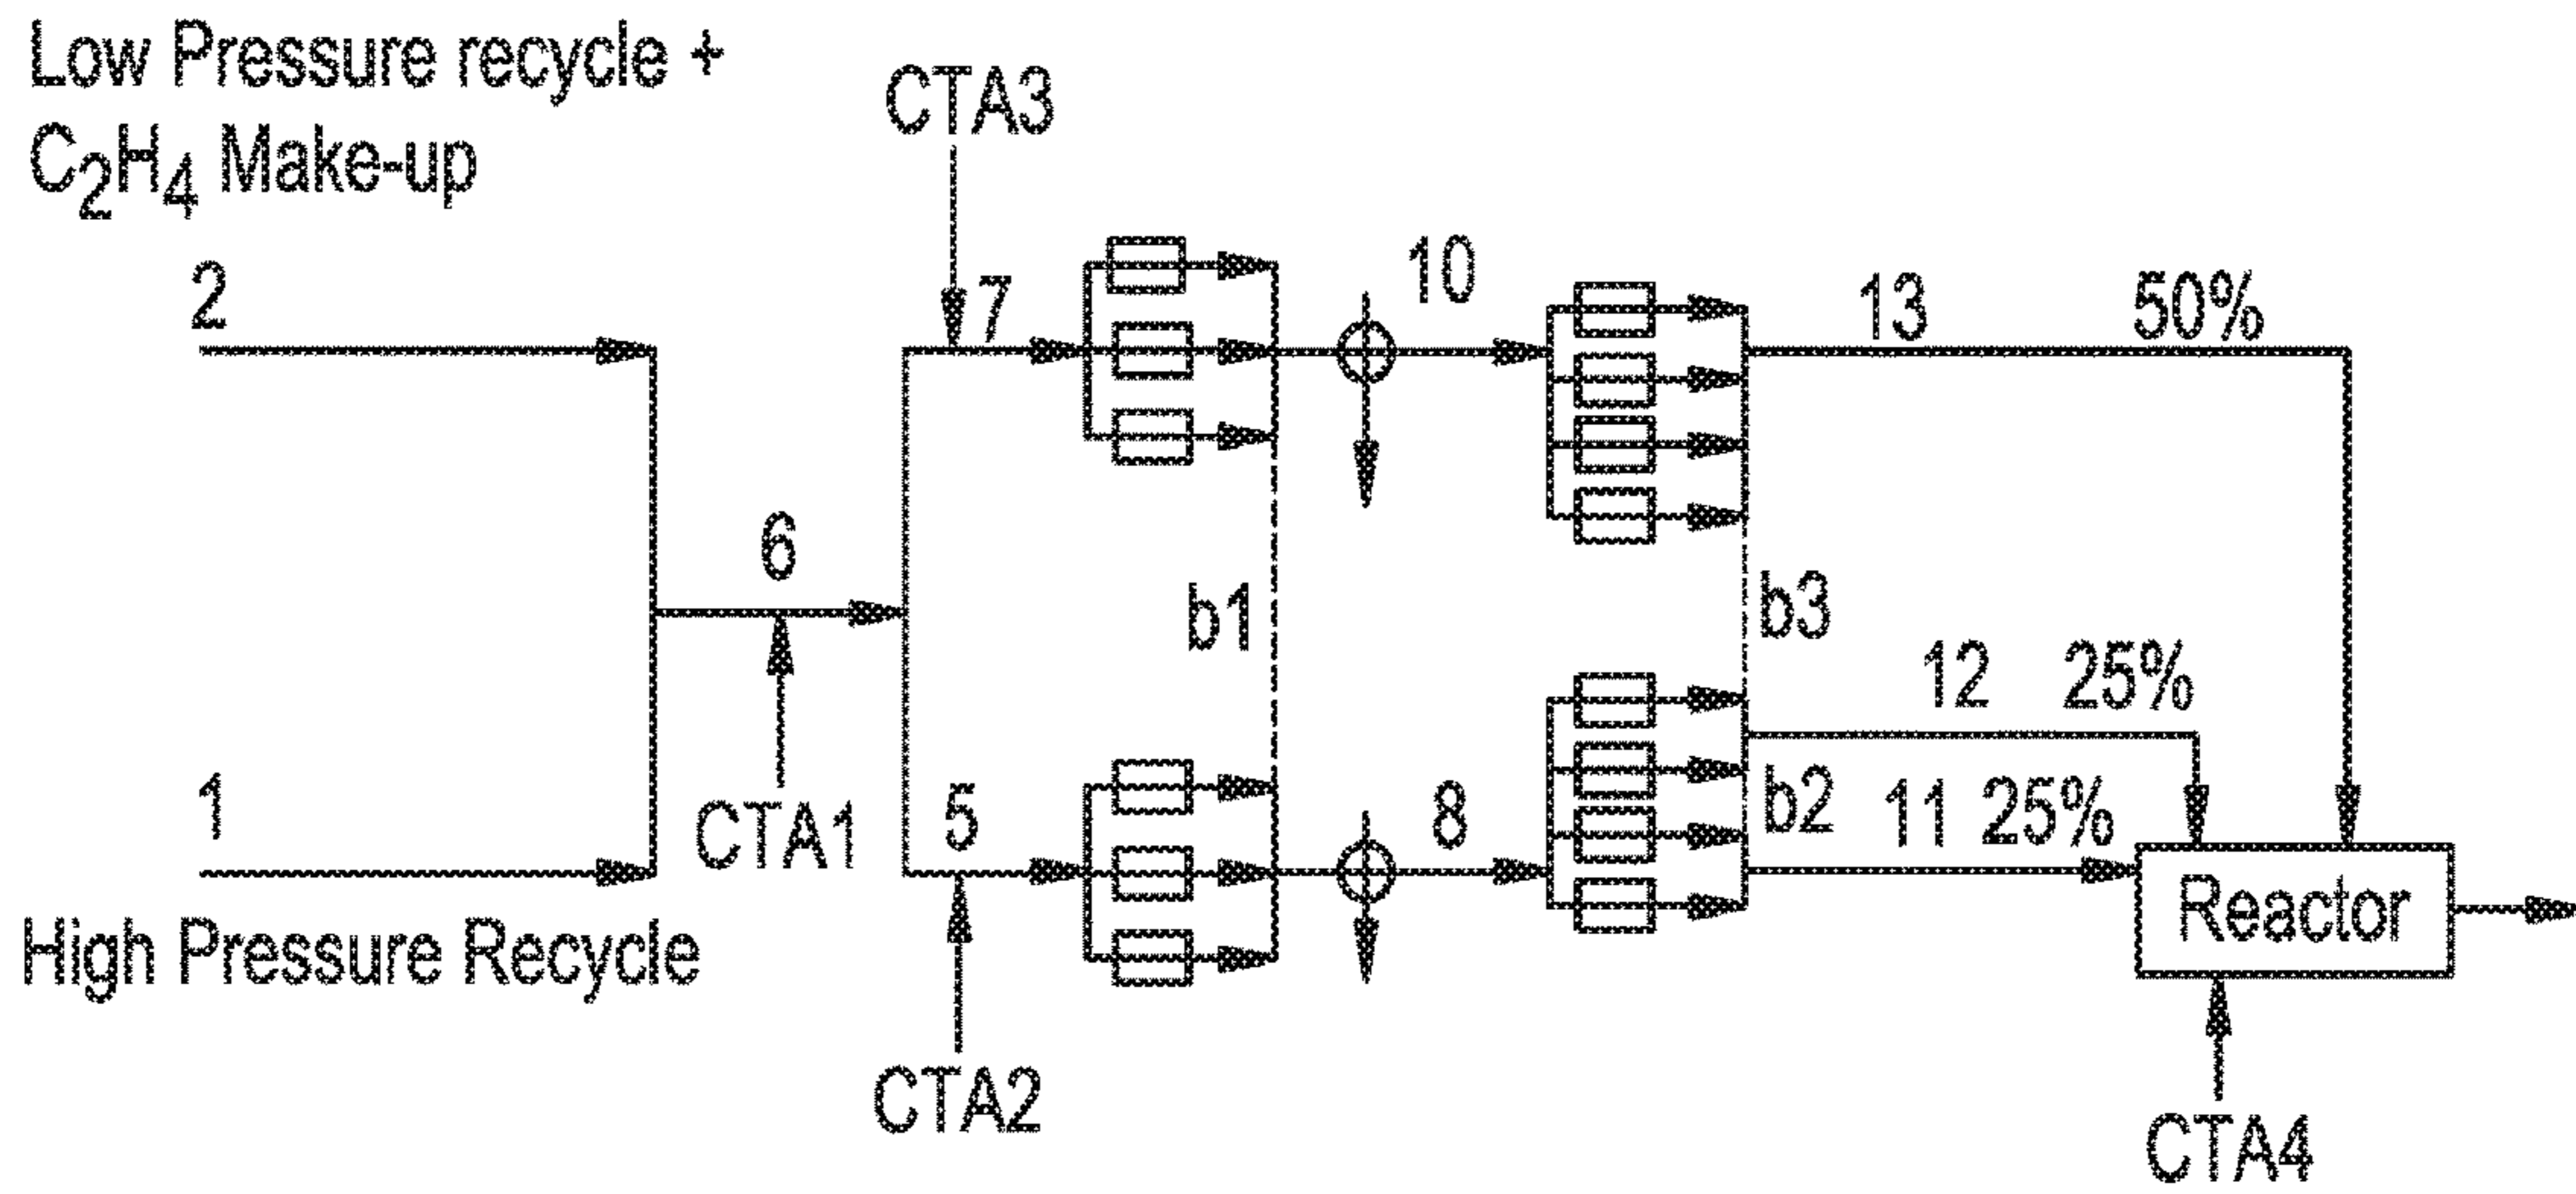 Low Pressure recycle +
C₂H₄ Make-up
CTA3
2
7
10
13
50%
6
b1
b3
12
25%
1
CTA1
5
8
b2
11
25%
High Pressure Recycle
Reactor
CTA2
CTA4